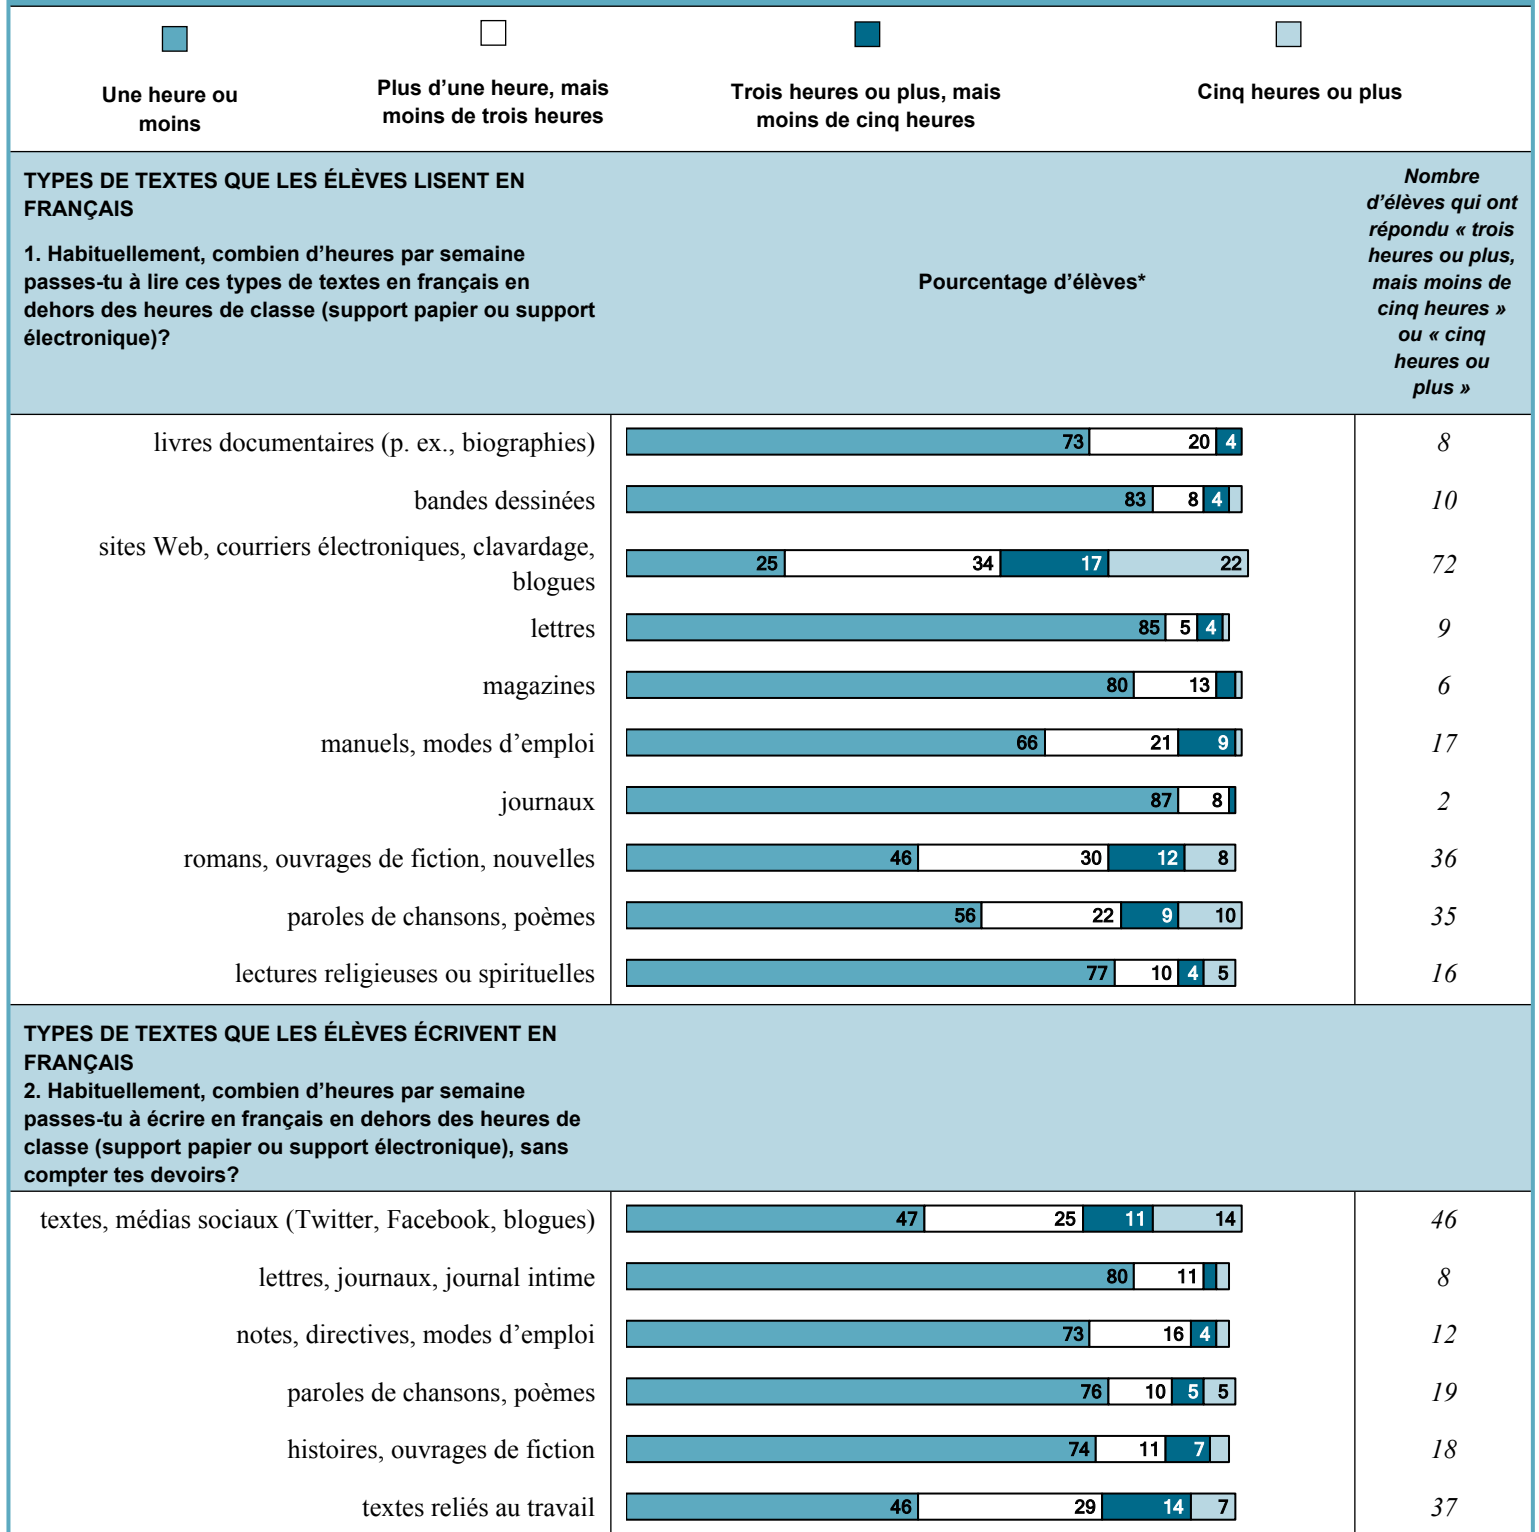 Une heure ou
moins
Plus d’une heure, mais
moins de trois heures
Trois heures ou plus, mais
moins de cinq heures
Cinq heures ou plus
TYPES DE TEXTES QUE LES ÉLÈVES LISENT EN
FRANÇAIS
1. Habituellement, combien d’heures par semaine
passes-tu à lire ces types de textes en français en
dehors des heures de classe (support papier ou support
électronique)?
Pourcentage d’élèves*
Nombre
d’élèves qui ont
répondu « trois
heures ou plus,
mais moins de
cinq heures »
ou « cinq
heures ou
plus »
livres documentaires (p. ex., biographies) 73 20 4 8
bandes dessinées 83 8 4 10
sites Web, courriers électroniques, clavardage,
blogues 25 34 17 22 72
lettres 85 5 4 9
magazines 80 13 6
manuels, modes d’emploi 66 21 9 17
journaux 87 8 2
romans, ouvrages de fiction, nouvelles 46 30 12 8 36
paroles de chansons, poèmes 56 22 9 10 35
lectures religieuses ou spirituelles 77 10 4 5 16
TYPES DE TEXTES QUE LES ÉLÈVES ÉCRIVENT EN
FRANÇAIS
2. Habituellement, combien d’heures par semaine
passes-tu à écrire en français en dehors des heures de
classe (support papier ou support électronique), sans
compter tes devoirs?
textes, médias sociaux (Twitter, Facebook, blogues) 47 25 11 14 46
lettres, journaux, journal intime 80 11 8
notes, directives, modes d’emploi 73 16 4 12
paroles de chansons, poèmes 76 10 5 5 19
histoires, ouvrages de fiction 74 11 7 18
textes reliés au travail 46 29 14 7 37